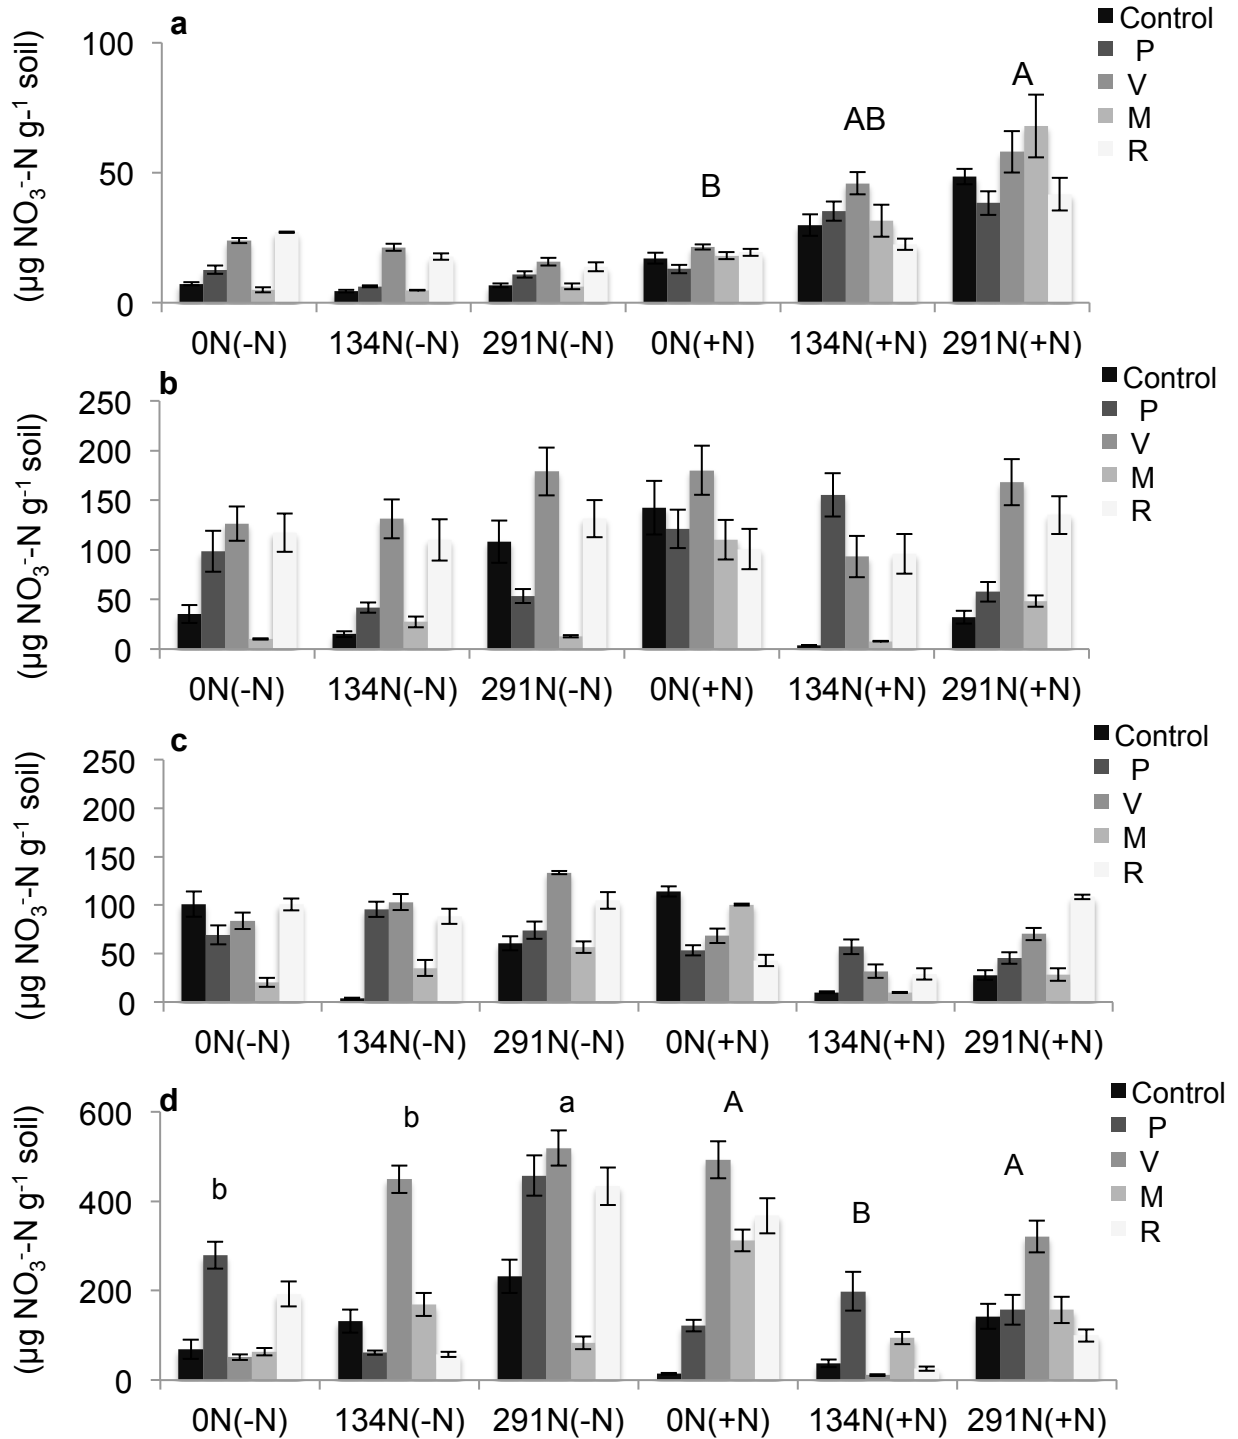 a
(µg NO₃⁻-N g-¹ soil)
100
50
0
B
AB
A
Control
P
V
M
R
0N(-N) 134N(-N) 291N(-N) 0N(+N) 134N(+N) 291N(+N)
b
(µg NO₃⁻-N g⁻¹ soil)
250
200
150
100
50
0
Control
P
V
M
R
0N(-N) 134N(-N) 291N(-N) 0N(+N) 134N(+N) 291N(+N)
c
(µg NO₃⁻-N g⁻¹ soil)
250
200
150
100
50
0
Control
P
V
M
R
0N(-N) 134N(-N) 291N(-N) 0N(+N) 134N(+N) 291N(+N)
d
(µg NO₃⁻-N g⁻¹ soil)
600
400
200
0
b
b
a
A
B
A
Control
P
V
M
R
0N(-N) 134N(-N) 291N(-N) 0N(+N) 134N(+N) 291N(+N)